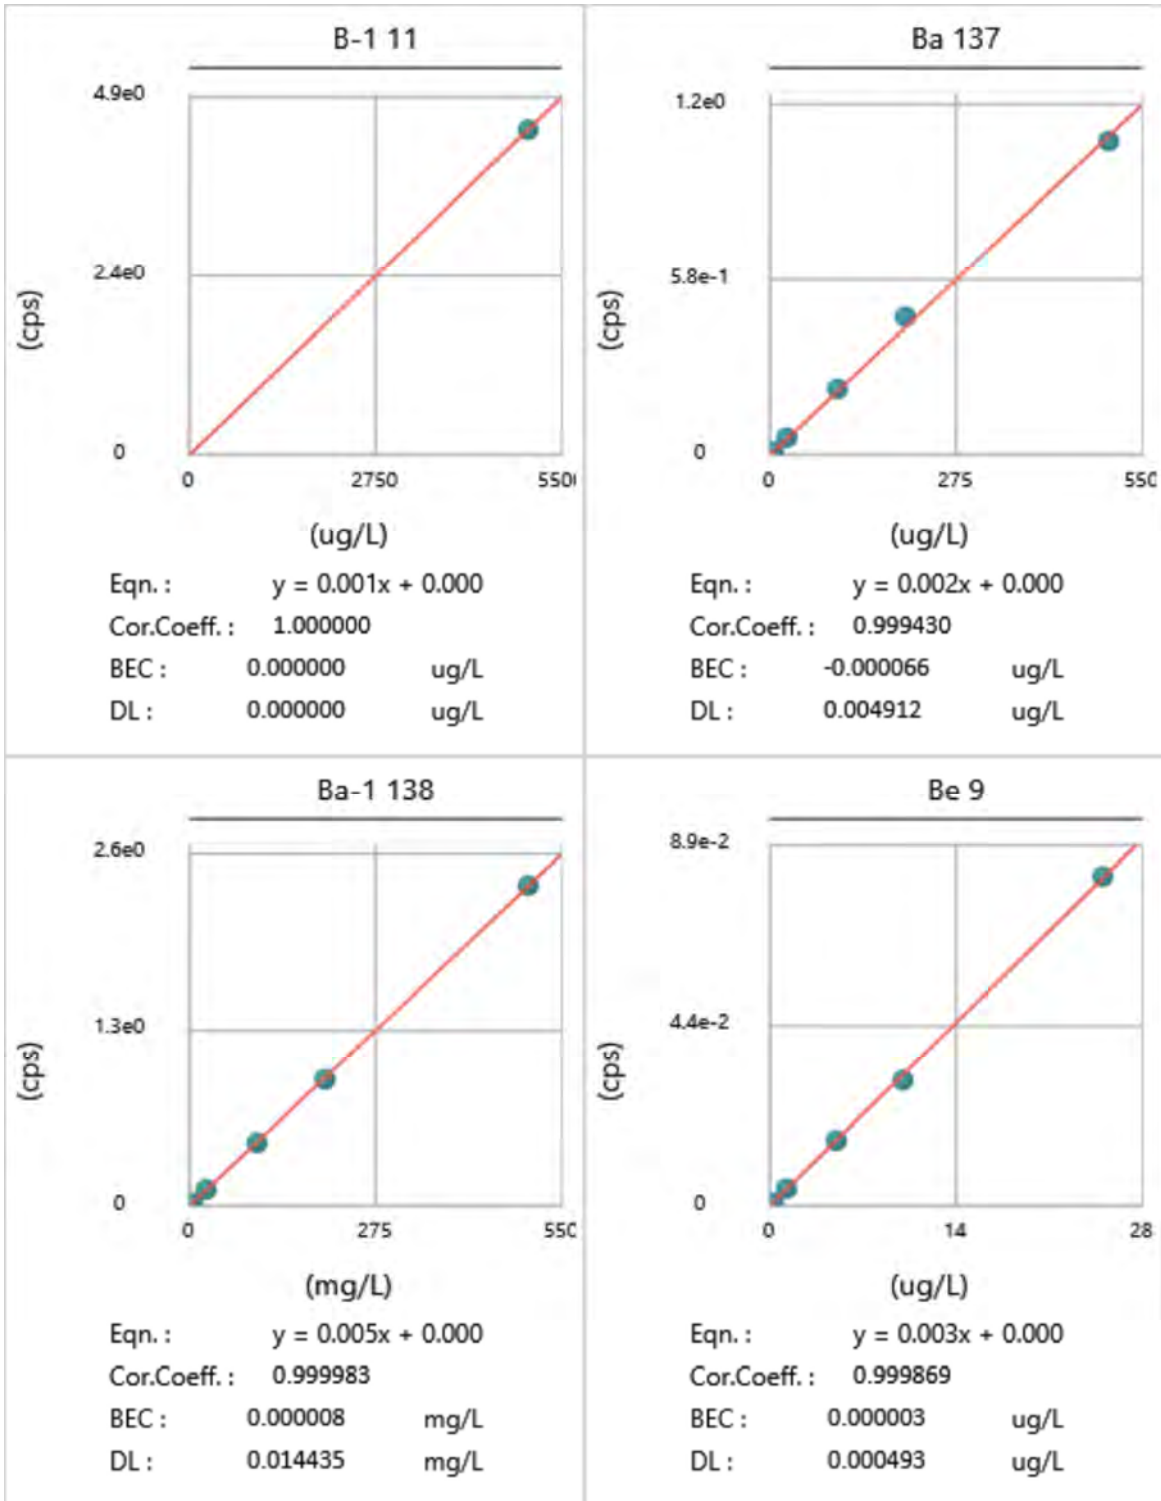 B-1 11
4.9e0
2.4e0
0
(cps)
0 2750 550
(ug/L)
Eqn. : y = 0.001x + 0.000
Cor.Coeff. : 1.000000
BEC : 0.000000 ug/L
DL : 0.000000 ug/L
Ba 137
1.2e0
5.8e-1
0
(cps)
0 275 550
(ug/L)
Eqn. : y = 0.002x + 0.000
Cor.Coeff. : 0.999430
BEC : -0.000066 ug/L
DL : 0.004912 ug/L
Ba-1 138
2.6e0
1.3e0
0
(cps)
0 275 550
(mg/L)
Eqn. : y = 0.005x + 0.000
Cor.Coeff. : 0.999983
BEC : 0.000008 mg/L
DL : 0.014435 mg/L
Be 9
8.9e-2
4.4e-2
0
(cps)
0 14 28
(ug/L)
Eqn. : y = 0.003x + 0.000
Cor.Coeff. : 0.999869
BEC : 0.000003 ug/L
DL : 0.000493 ug/L